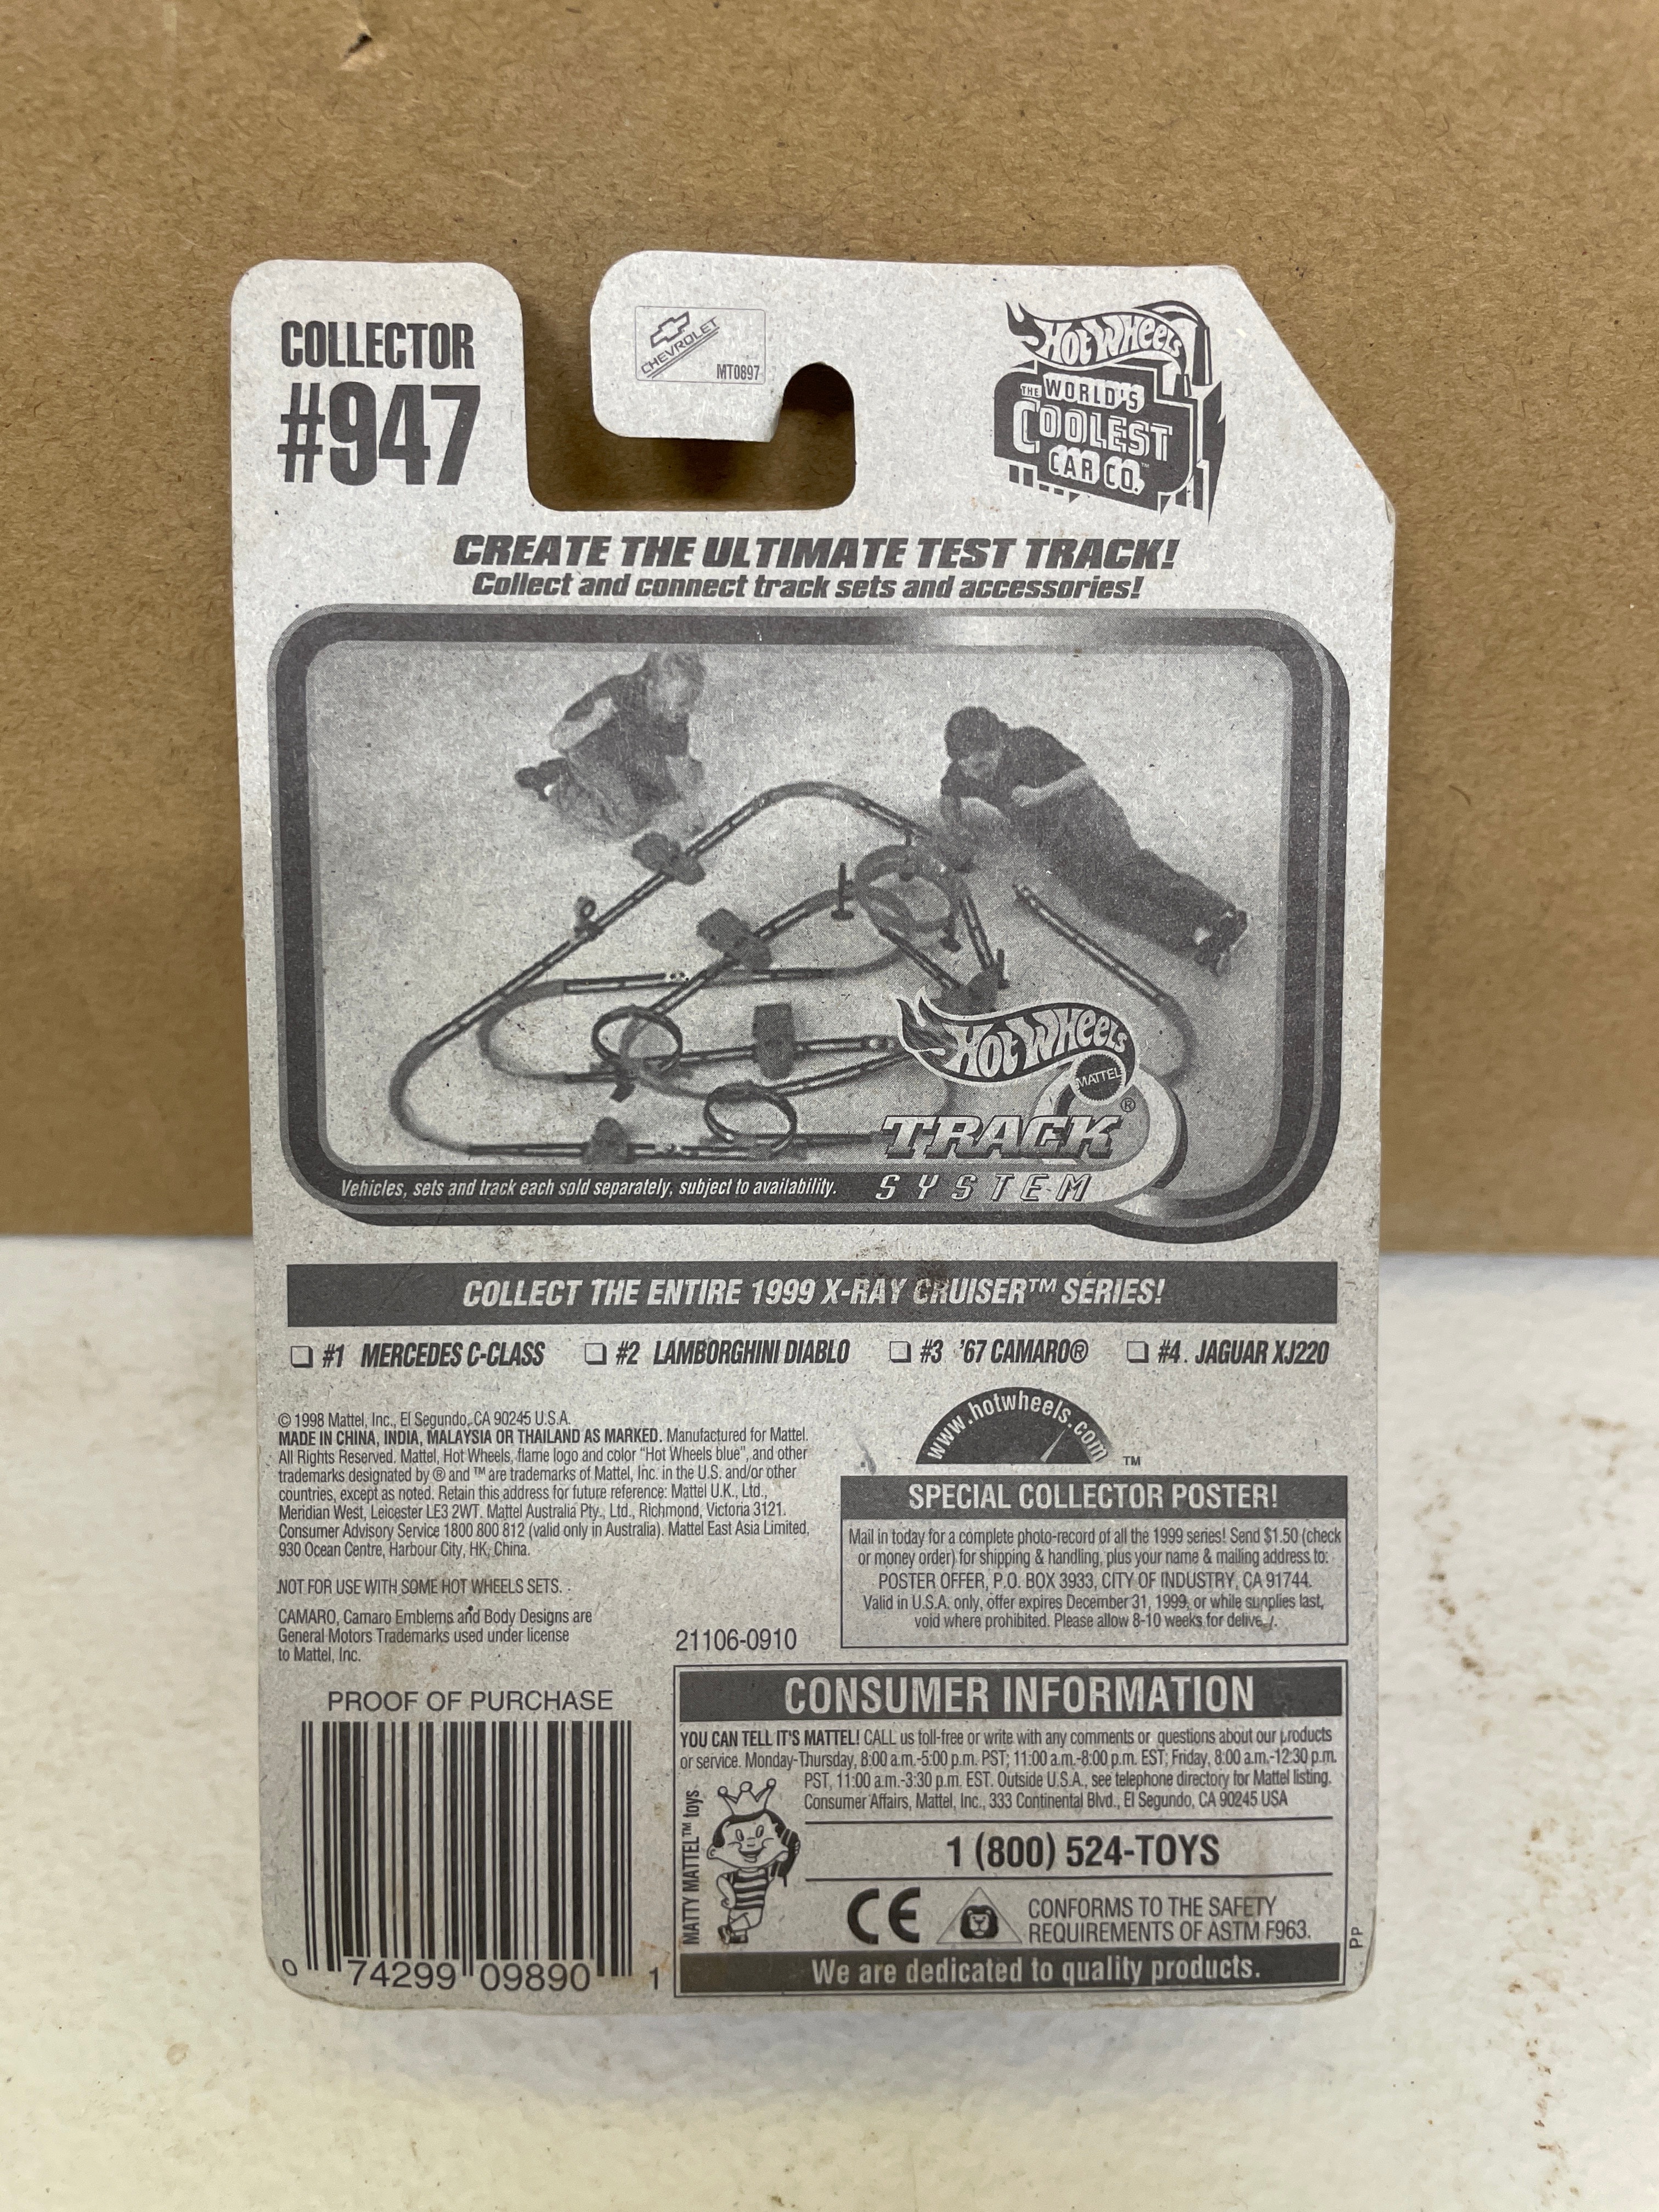 COLLECTOR
#947
CHEVROLET
MT0897
HOT WHEELS
THE WORLD'S
COOLEST
CAR CO.™
CREATE THE ULTIMATE TEST TRACK!
Collect and connect track sets and accessories!
HOT WHEELS
MATTEL
TRACK®
SYSTEM
Vehicles, sets and track each sold separately, subject to availability.
COLLECT THE ENTIRE 1999 X-RAY CRUISER™ SERIES!
❏ #1 MERCEDES C-CLASS ❏ #2 LAMBORGHINI DIABLO ❏ #3 '67 CAMARO® ❏ #4. JAGUAR XJ220
© 1998 Mattel, Inc., El Segundo, CA 90245 U.S.A.
MADE IN CHINA, INDIA, MALAYSIA OR THAILAND AS MARKED. Manufactured for Mattel.
All Rights Reserved. Mattel, Hot Wheels, flame logo and color "Hot Wheels blue", and other
trademarks designated by ® and ™ are trademarks of Mattel, Inc. in the U.S. and/or other
countries, except as noted. Retain this address for future reference: Mattel U.K., Ltd.,
Meridian West, Leicester LE3 2WT. Mattel Australia Pty., Ltd., Richmond, Victoria 3121.
Consumer Advisory Service 1800 800 812 (valid only in Australia). Mattel East Asia Limited,
930 Ocean Centre, Harbour City, HK, China.
NOT FOR USE WITH SOME HOT WHEELS SETS.
CAMARO, Camaro Emblems and Body Designs are
General Motors Trademarks used under license
to Mattel, Inc.
21106-0910
www.hotwheels.com™
SPECIAL COLLECTOR POSTER!
Mail in today for a complete photo-record of all the 1999 series! Send $1.50 (check
or money order) for shipping & handling, plus your name & mailing address to:
POSTER OFFER, P.O. BOX 3933, CITY OF INDUSTRY, CA 91744.
Valid in U.S.A. only, offer expires December 31, 1999, or while supplies last,
void where prohibited. Please allow 8-10 weeks for delivery.
PROOF OF PURCHASE
0 74299 09890 1
CONSUMER INFORMATION
YOU CAN TELL IT'S MATTEL! CALL us toll-free or write with any comments or questions about our products
or service. Monday-Thursday, 8:00 a.m.-5:00 p.m. PST; 11:00 a.m.-8:00 p.m. EST; Friday, 8:00 a.m.-12:30 p.m.
PST, 11:00 a.m.-3:30 p.m. EST. Outside U.S.A., see telephone directory for Mattel listing.
Consumer Affairs, Mattel, Inc., 333 Continental Blvd., El Segundo, CA 90245 USA
MATTY MATTEL™ toys
1 (800) 524-TOYS
CE
CONFORMS TO THE SAFETY
REQUIREMENTS OF ASTM F963.
We are dedicated to quality products.
PP